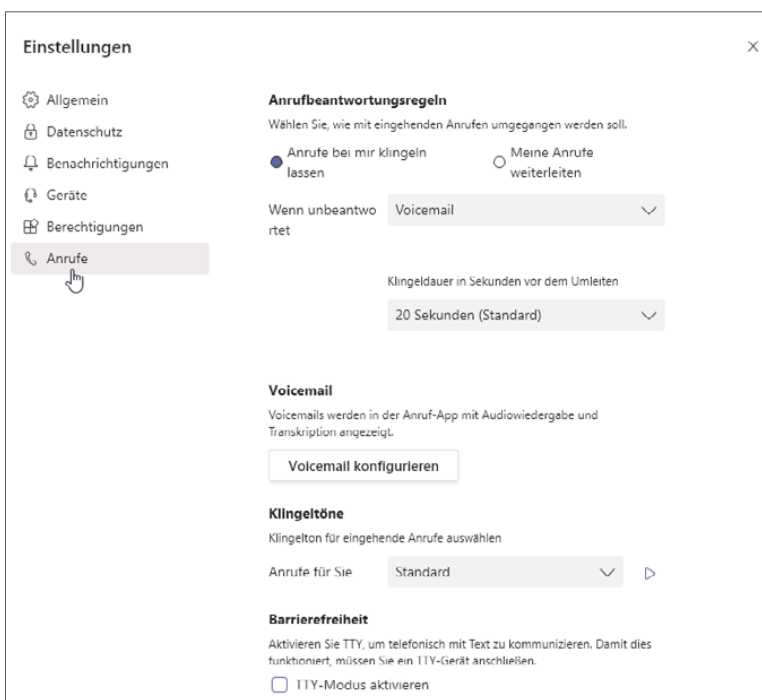 Einstellungen
Allgemein
Datenschutz
Benachrichtigungen
Geräte
Berechtigungen
Anrufe
Anrufbeantwortungsregeln
Wählen Sie, wie mit eingehenden Anrufen umgegangen werden soll.
Anrufe bei mir klingeln
lassen
Meine Anrufe
weiterleiten
Wenn unbeantwo
rtet
Voicemail
Klingeldauer in Sekunden vor dem Umleiten
20 Sekunden (Standard)
Voicemail
Voicemails werden in der Anruf-App mit Audiowiedergabe und
Transkription angezeigt.
Voicemail konfigurieren
Klingeltöne
Klingelton für eingehende Anrufe auswählen
Anrufe für Sie
Standard
Barrierefreiheit
Aktivieren Sie TTY, um telefonisch mit Text zu kommunizieren. Damit dies
funktioniert, müssen Sie ein TTY-Gerät anschließen.
TTY-Modus aktivieren